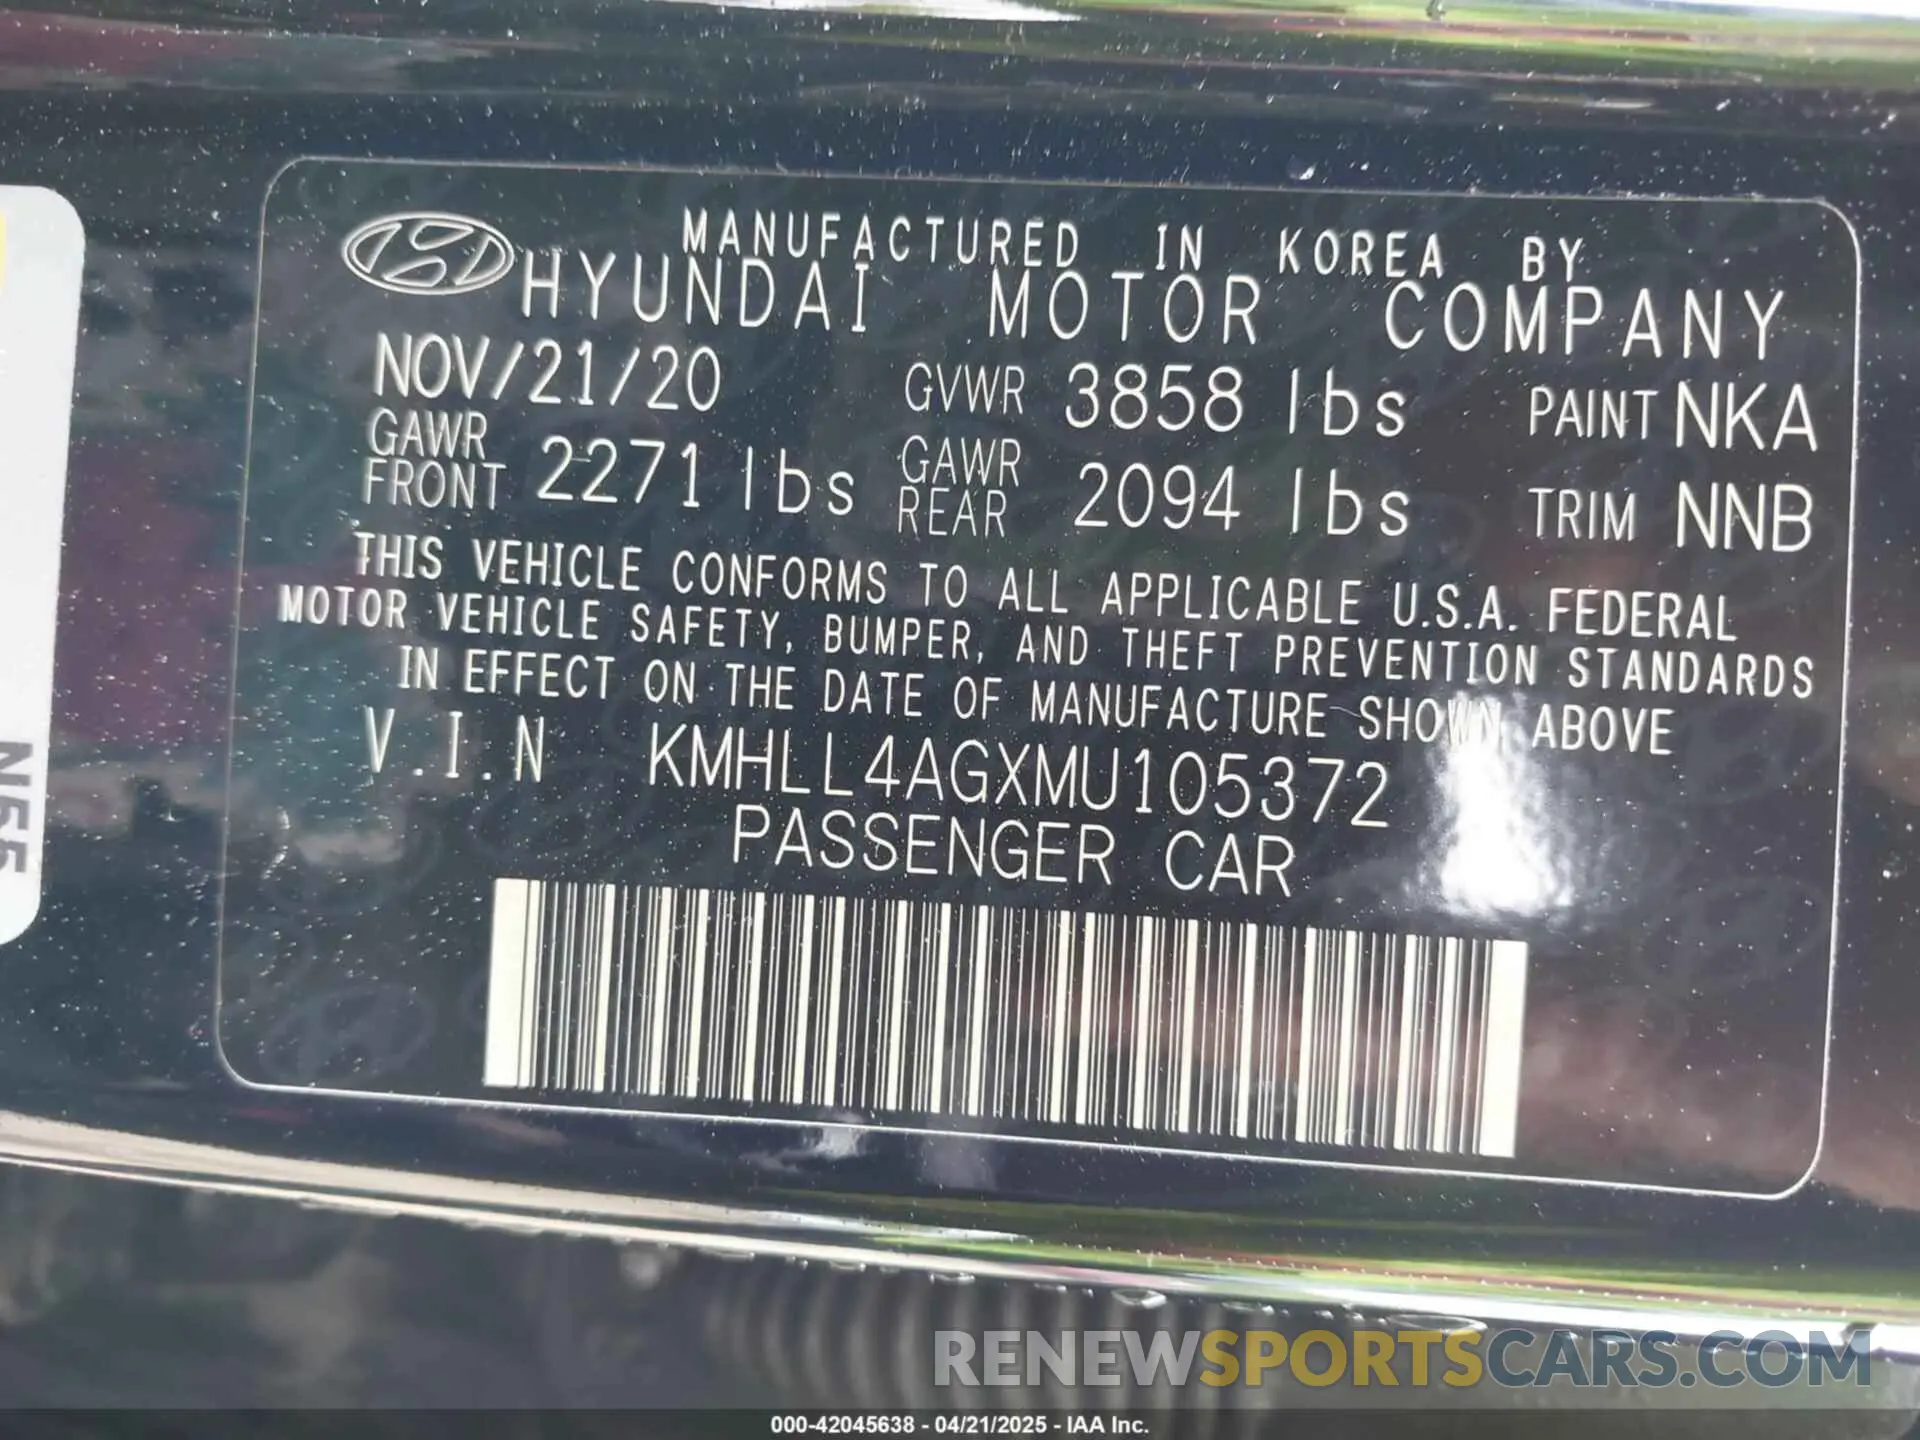 MANUFACTURED IN KOREA BY
HYUNDAI MOTOR COMPANY
NOV/21/20 GVWR 3858 lbs PAINT NKA
GAWR FRONT 2271 lbs GAWR REAR 2094 lbs TRIM NNB
THIS VEHICLE CONFORMS TO ALL APPLICABLE U.S.A. FEDERAL
MOTOR VEHICLE SAFETY, BUMPER, AND THEFT PREVENTION STANDARDS
IN EFFECT ON THE DATE OF MANUFACTURE SHOWN ABOVE
V.I.N KMHLL4AGXMU105372
PASSENGER CAR
RENEWSPORTSCARS.COM
000-42045638 - 04/21/2025 - IAA Inc.